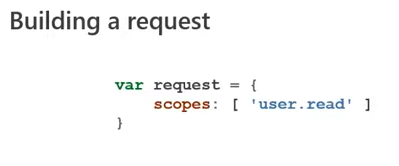 Building a request
var request = {
    scopes: [ 'user.read' ]
}